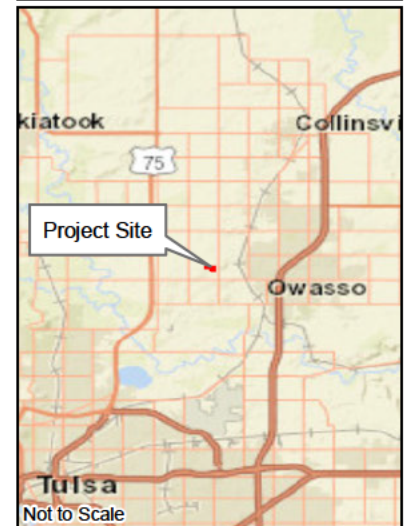 kiatook
Collinsvi
75
Project Site
Owasso
Tulsa
Not to Scale